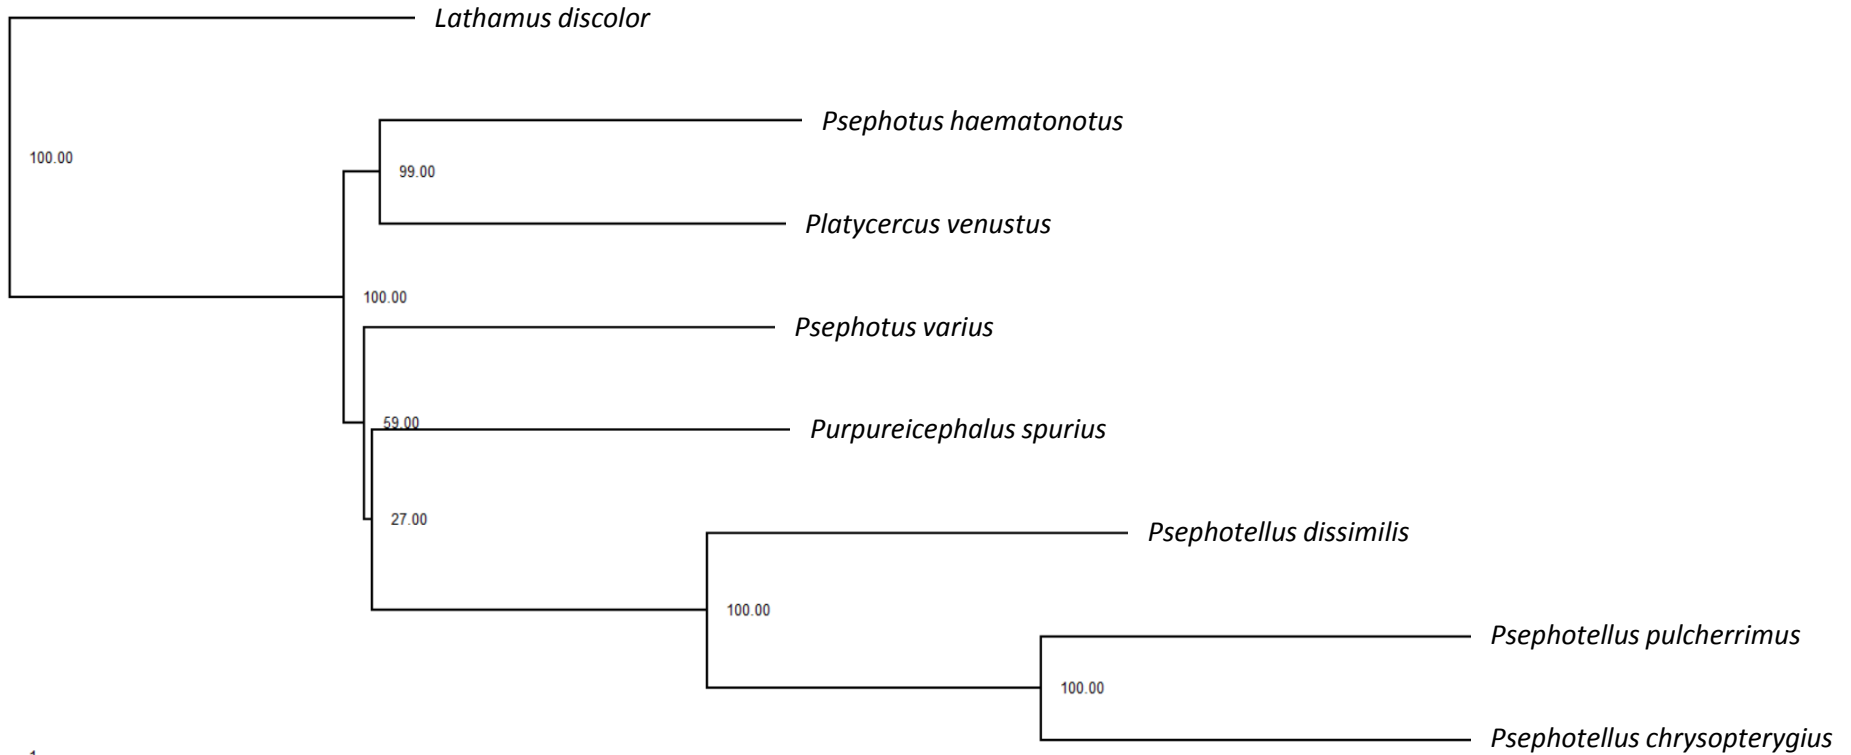 Lathamus discolor
Psephotus haematonotus
100.00
99.00
Platycercus venustus
100.00
Psephotus varius
59.00
Purpureicephalus spurius
27.00
Psephotellus dissimilis
100.00
Psephotellus pulcherrimus
100.00
Psephotellus chrysopterygius